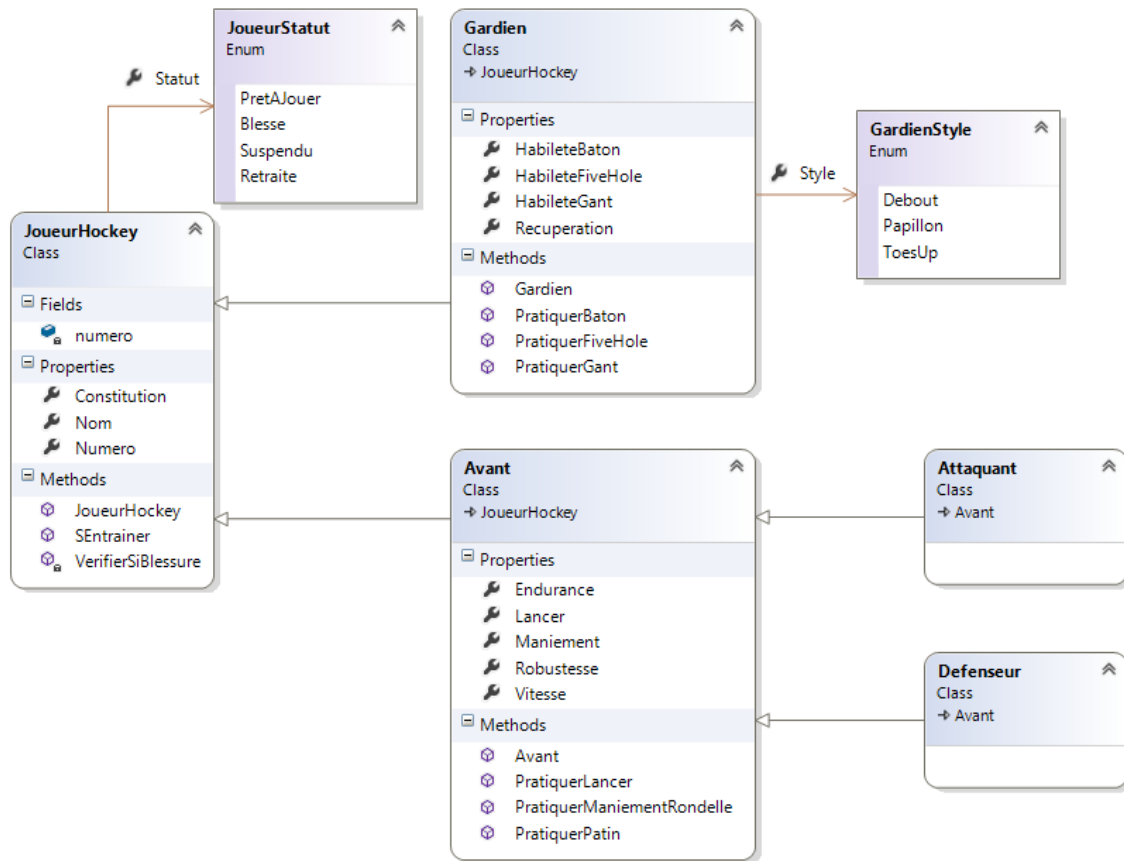 JoueurStatut
Enum
PretAJouer
Blesse
Suspendu
Retraite
Statut
Gardien
Class
JoueurHockey
Properties
HabileteBaton
HabileteFiveHole
HabileteGant
Recuperation
Methods
Gardien
PratiquerBaton
PratiquerFiveHole
PratiquerGant
Style
GardienStyle
Enum
Debout
Papillon
ToesUp
JoueurHockey
Class
Fields
numero
Properties
Constitution
Nom
Numero
Methods
JoueurHockey
SEntrainer
VerifierSiBlessure
Avant
Class
JoueurHockey
Properties
Endurance
Lancer
Maniement
Robustesse
Vitesse
Methods
Avant
PratiquerLancer
PratiquerManiementRondelle
PratiquerPatin
Attaquant
Class
Avant
Defenseur
Class
Avant